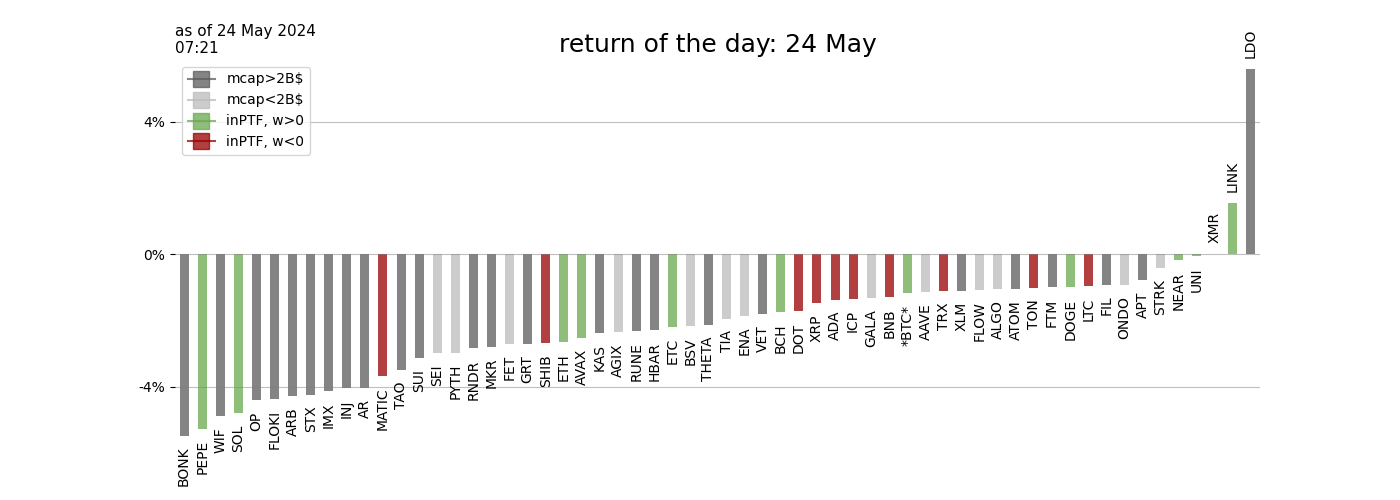 as of 24 May 2024
07:21
return of the day: 24 May
mcap>2B$
mcap<2B$
inPTF, w>0
inPTF, w<0
4%
0%
-4%
BONK
PEPE
WIF
SOL
OP
FLOKI
ARB
STX
IMX
INJ
AR
MATIC
TAO
SUI
SEI
PYTH
RNDR
MKR
FET
GRT
SHIB
ETH
AVAX
KAS
AGIX
RUNE
HBAR
ETC
BSV
THETA
TIA
ENA
VET
BCH
DOT
XRP
ADA
ICP
GALA
BNB
*BTC*
AAVE
TRX
XLM
FLOW
ALGO
ATOM
TON
FTM
DOGE
LTC
FIL
ONDO
APT
STRK
NEAR
UNI
XMR
LINK
LDO